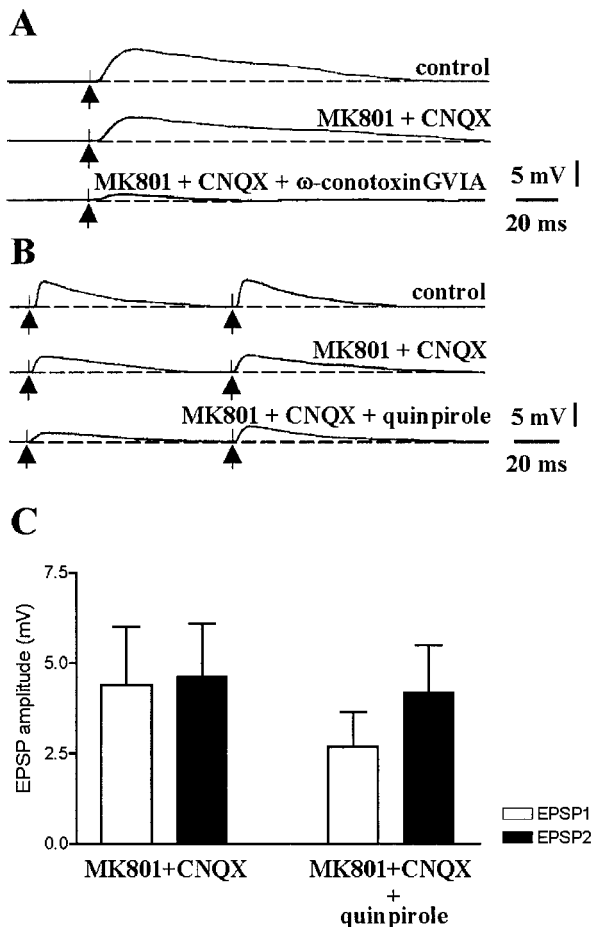 A
control
MK801 + CNQX
MK801 + CNQX + ω-conotoxinGVIA
5 mV
20 ms
B
control
MK801 + CNQX
MK801 + CNQX + quinpirole
5 mV
20 ms
C
EPSP amplitude (mV)
7.5
5.0
2.5
0.0
EPSP1
EPSP2
MK801+CNQX
MK801+CNQX
+
quinpirole